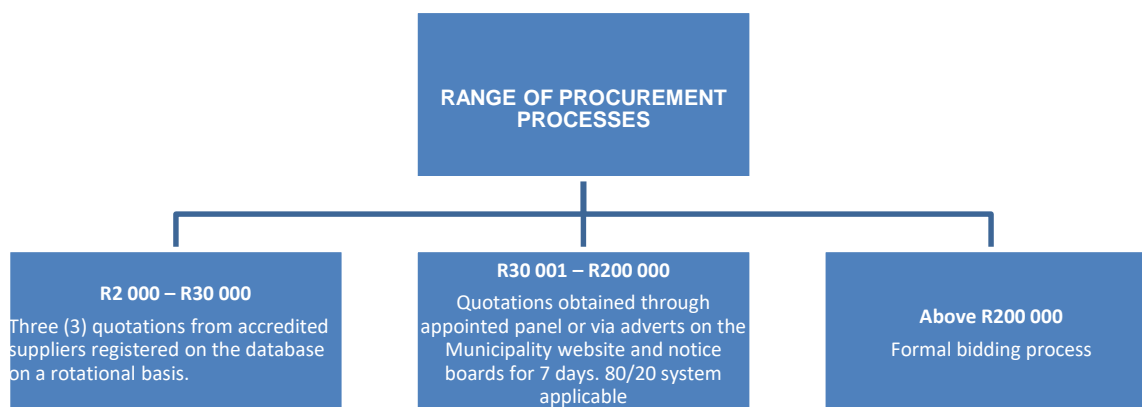 RANGE OF PROCUREMENT
PROCESSES
R2 000 – R30 000
Three (3) quotations from accredited
suppliers registered on the database
on a rotational basis.
R30 001 – R200 000
Quotations obtained through
appointed panel or via adverts on the
Municipality website and notice
boards for 7 days. 80/20 system
applicable
Above R200 000
Formal bidding process